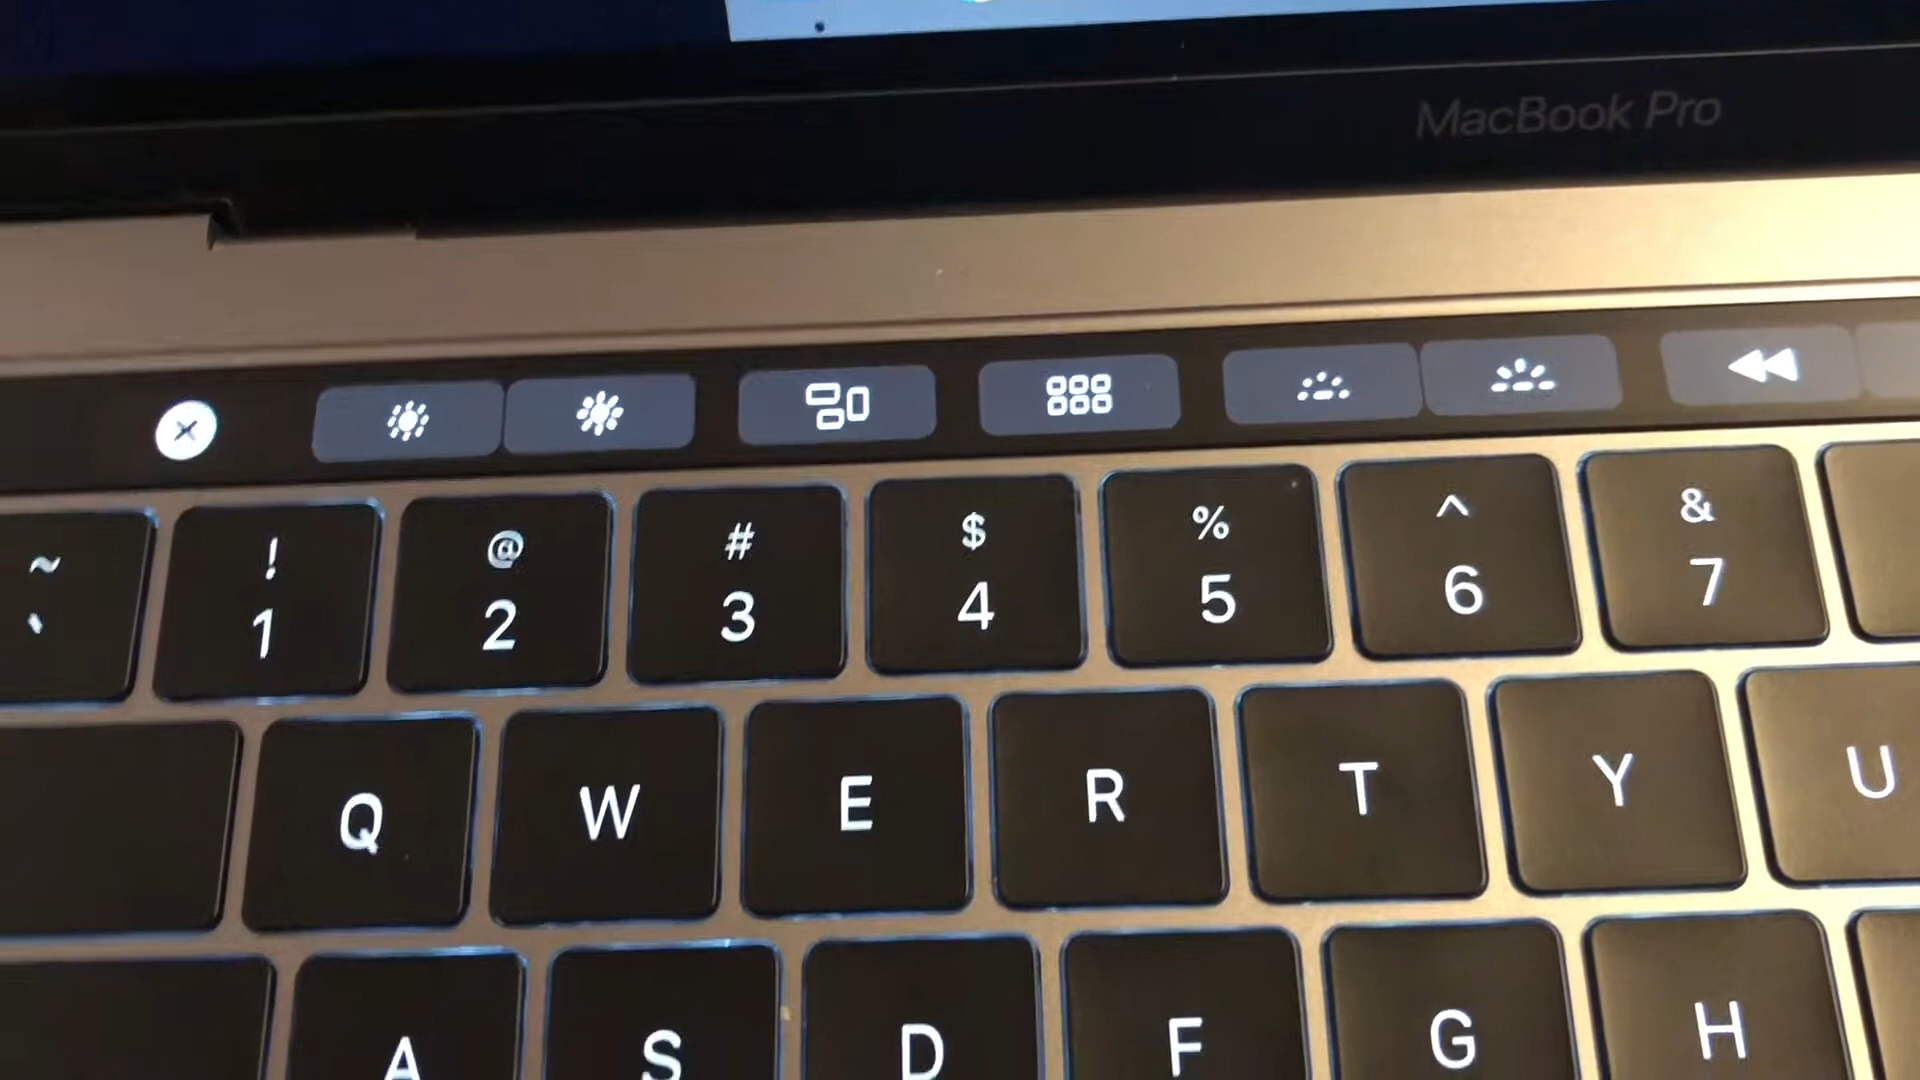 MacBook Pro
~ ! @ # $ % ^ &
` 1 2 3 4 5 6 7
Q W E R T Y U
A S D F G H